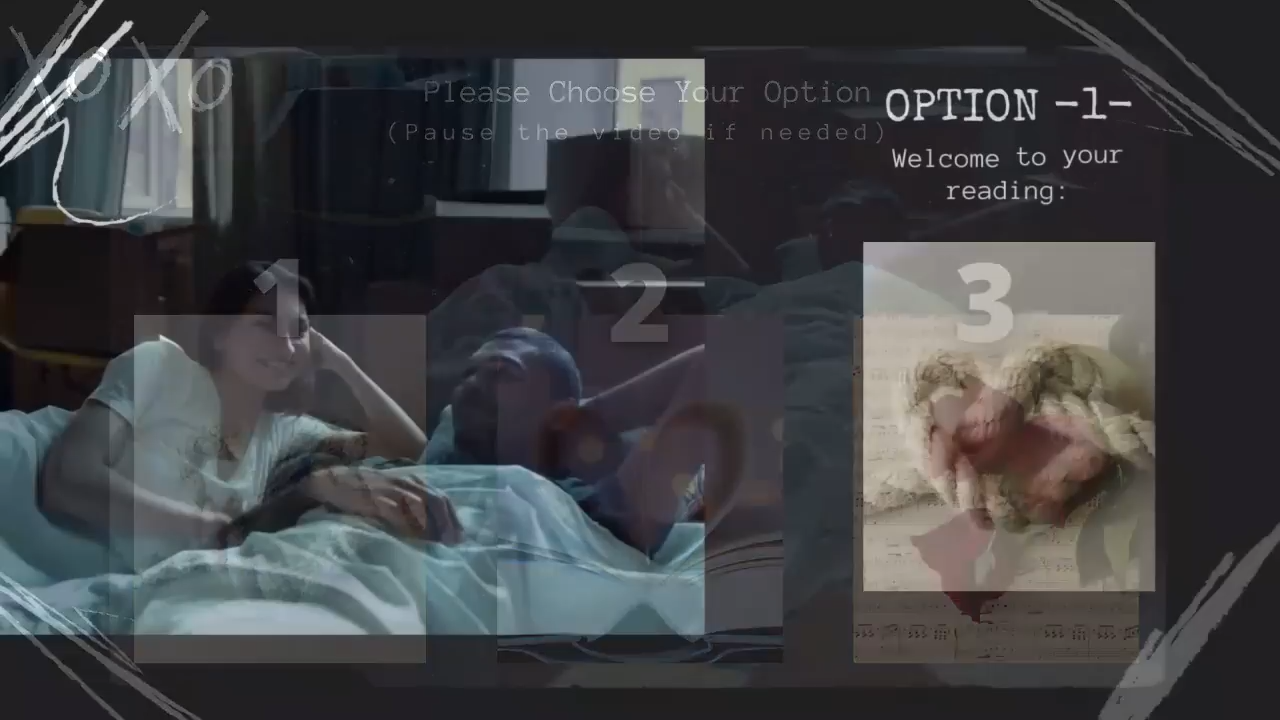 XOXO
Please Choose Your Option
(Pause the video if needed)
OPTION -1-
Welcome to your
reading:
1
2
3